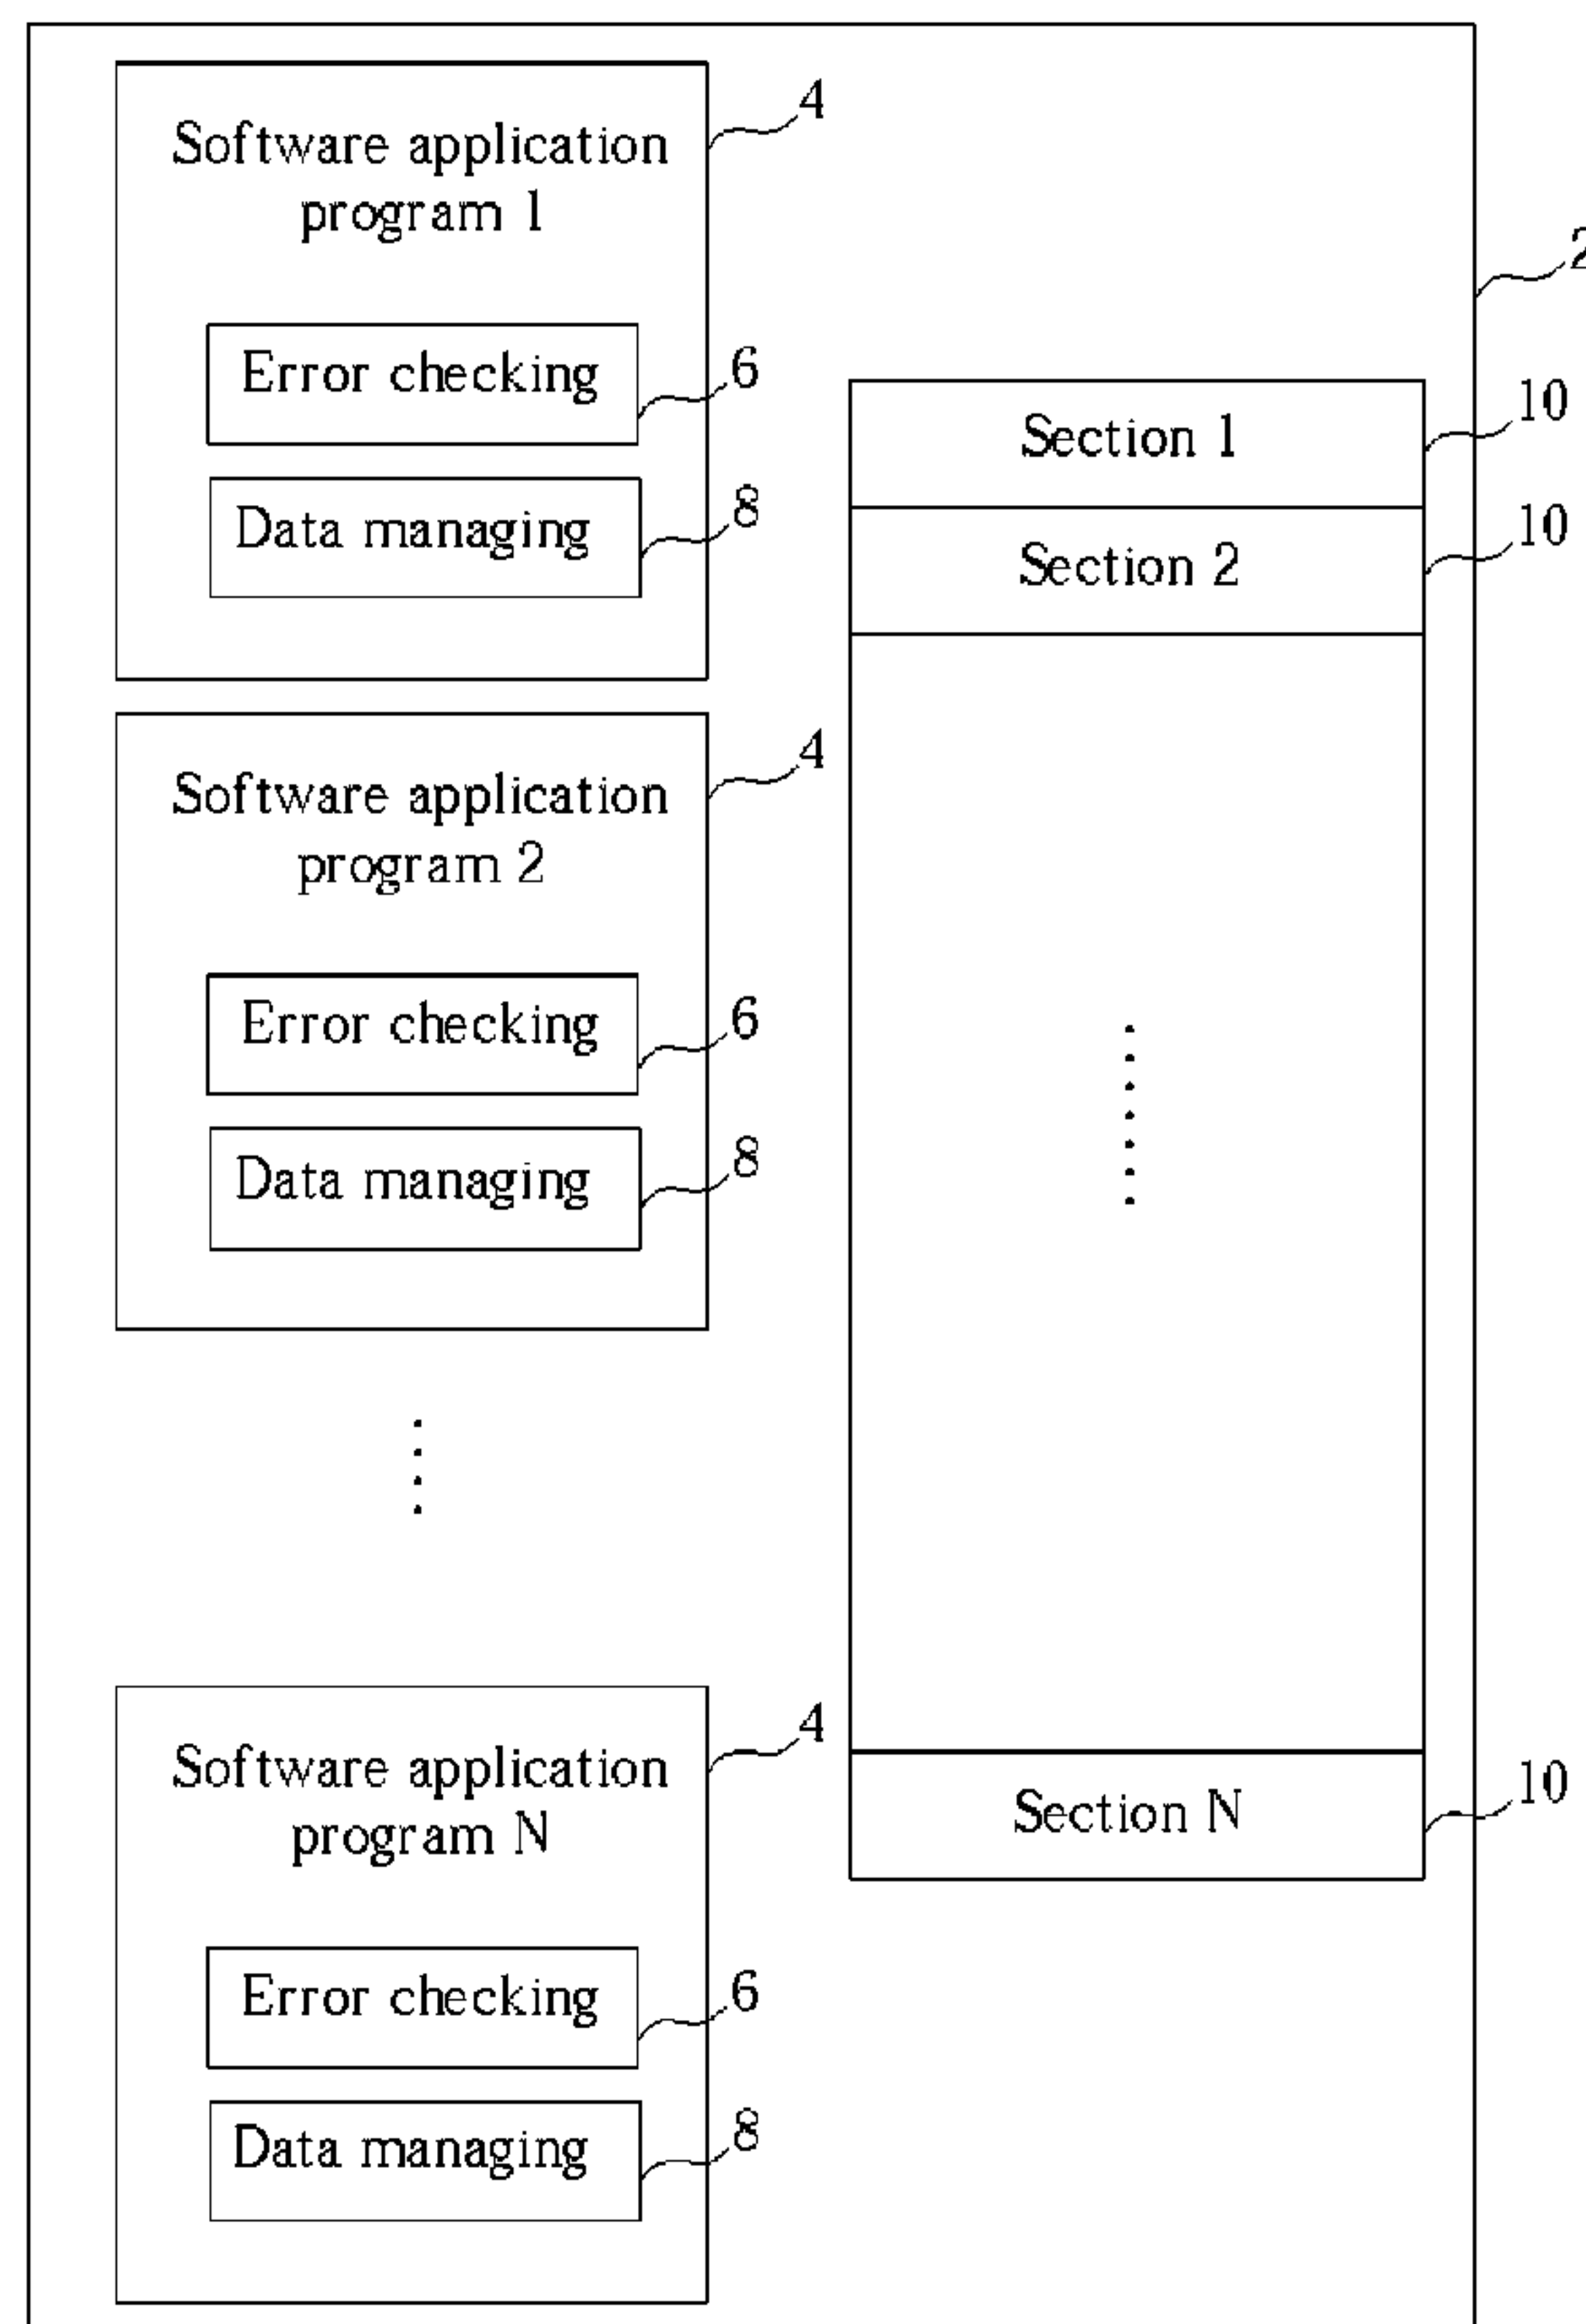 Software application
program 1
4
Error checking
6
Data managing
8
2
Section 1
10
Section 2
10
Software application
program 2
4
Error checking
6
Data managing
8
Software application
program N
4
Section N
10
Error checking
6
Data managing
8